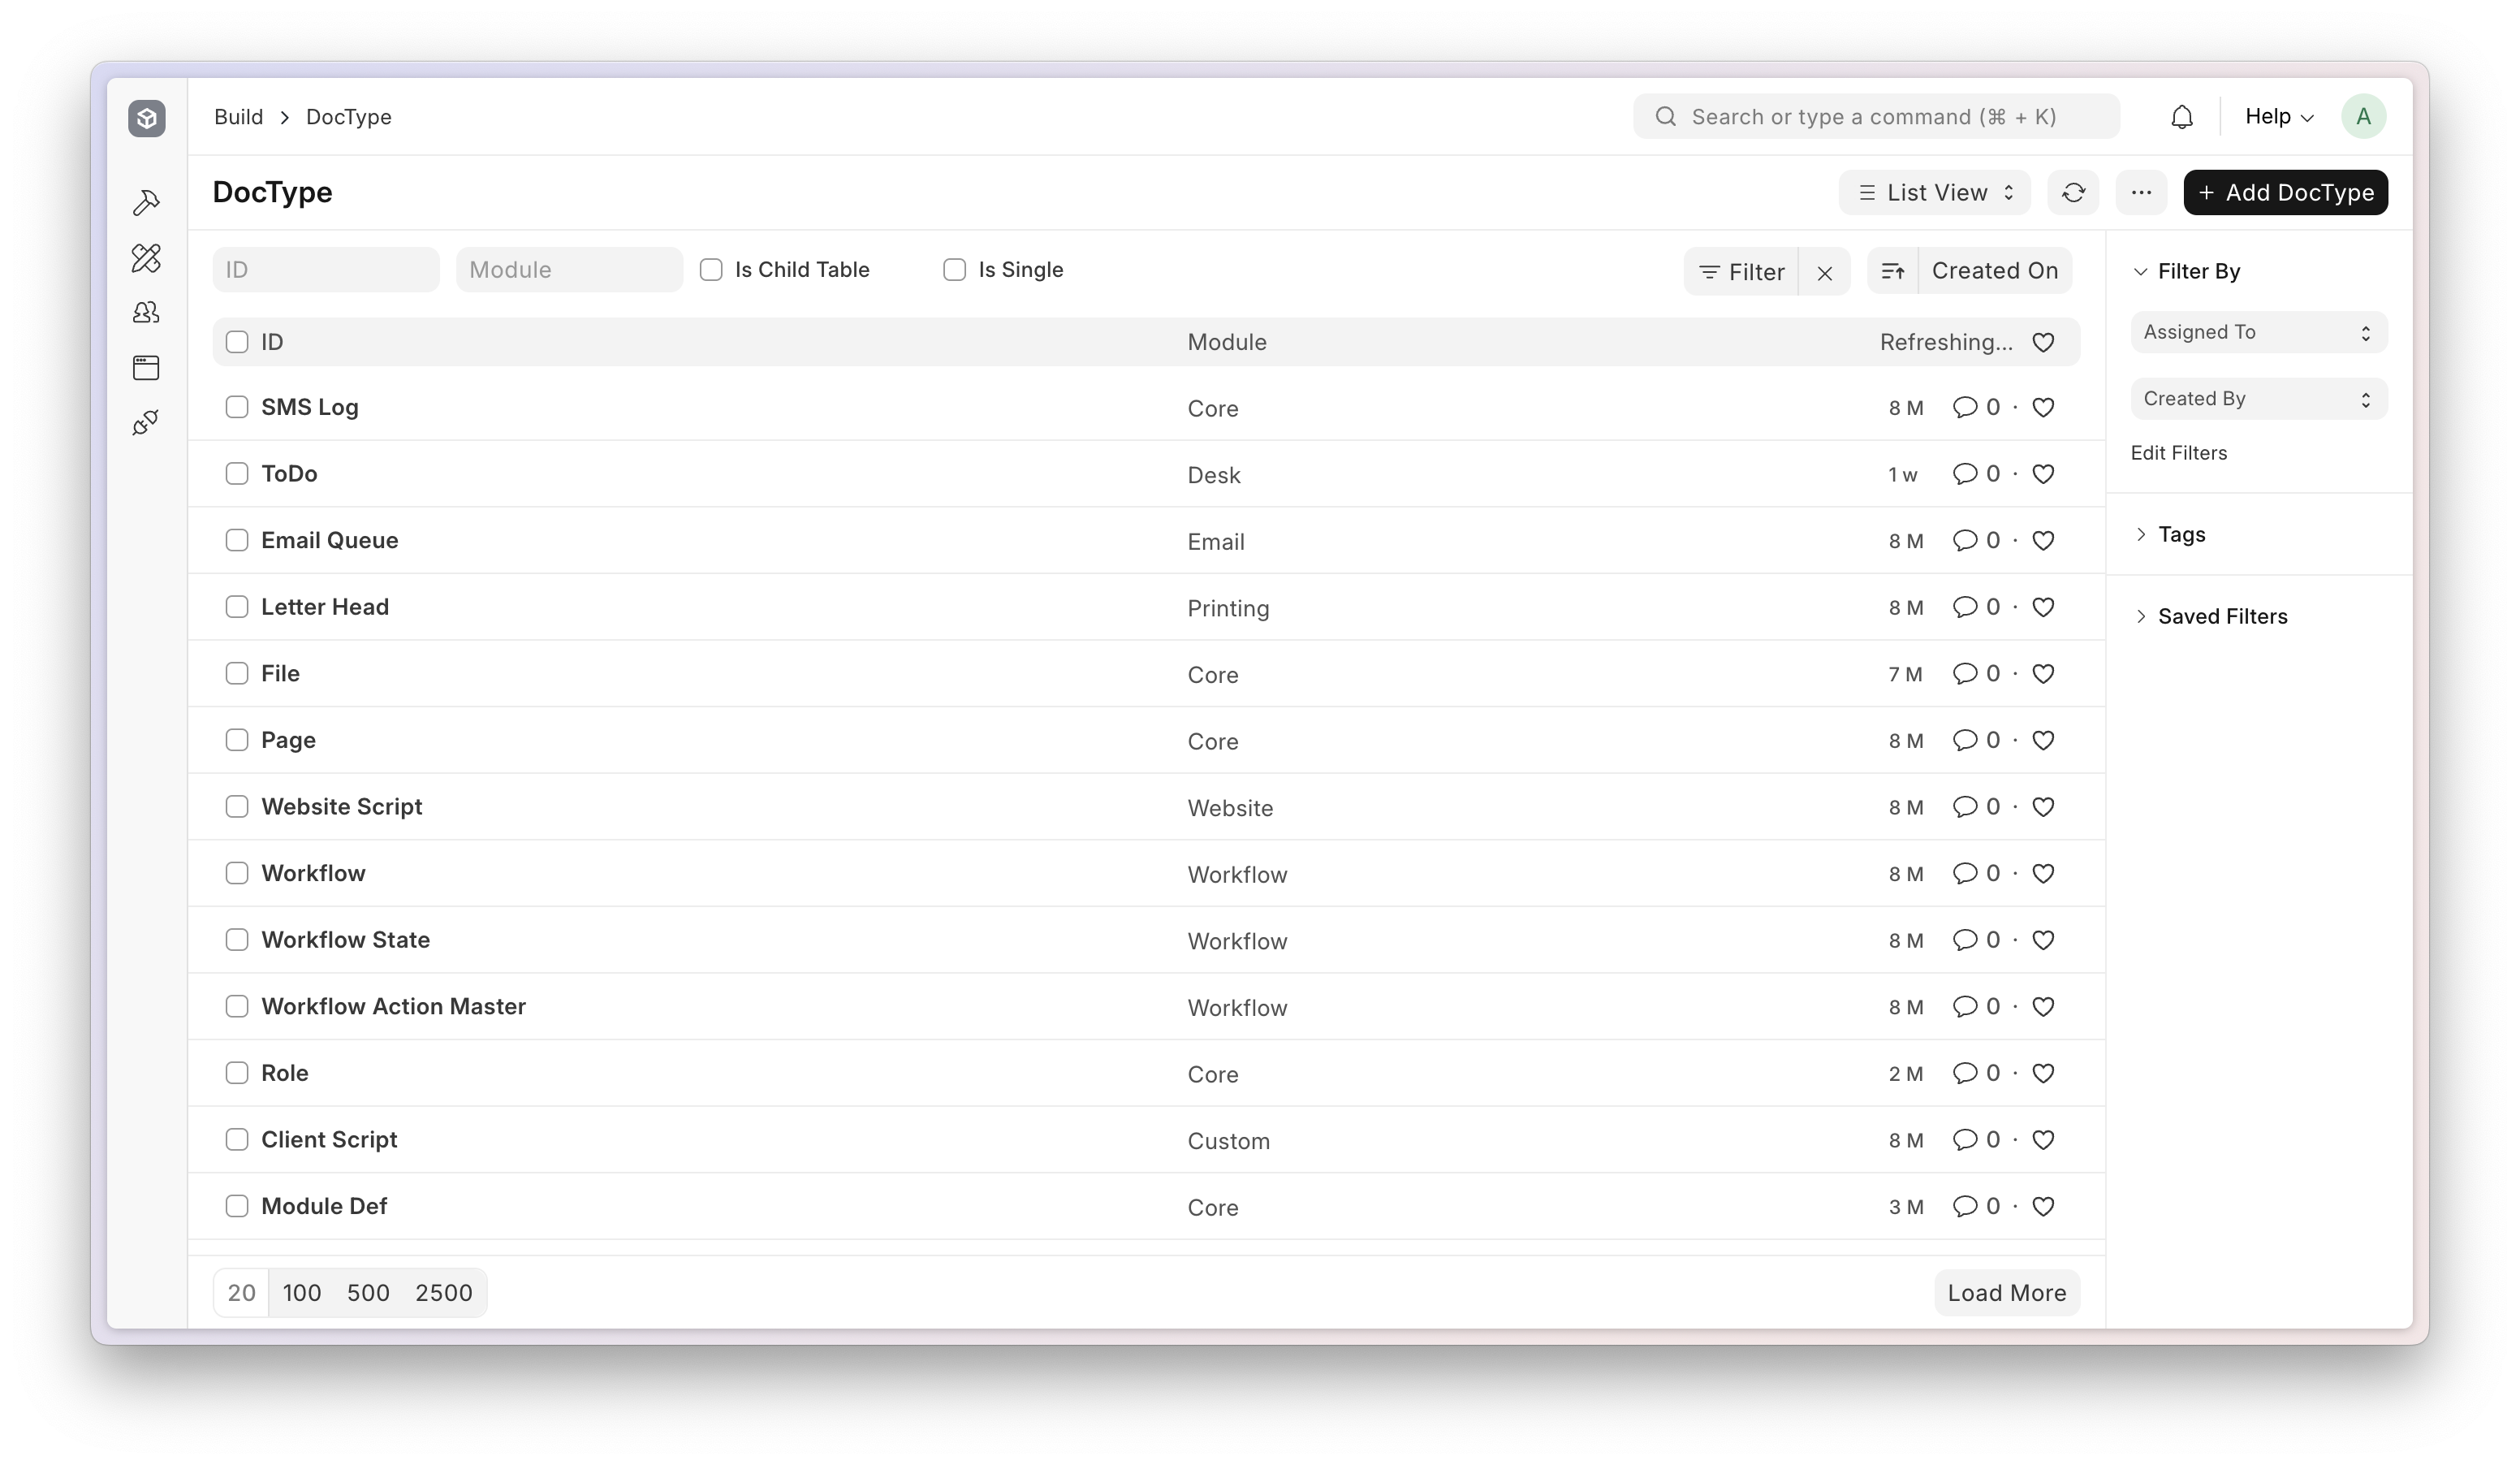 Build > DocType
Search or type a command (⌘ + K)
Help
A
DocType
List View
+ Add DocType
ID
Module
Is Child Table
Is Single
Filter
Created On
ID Module Refreshing...
SMS Log Core 8 M 0 ·
ToDo Desk 1 w 0 ·
Email Queue Email 8 M 0 ·
Letter Head Printing 8 M 0 ·
File Core 7 M 0 ·
Page Core 8 M 0 ·
Website Script Website 8 M 0 ·
Workflow Workflow 8 M 0 ·
Workflow State Workflow 8 M 0 ·
Workflow Action Master Workflow 8 M 0 ·
Role Core 2 M 0 ·
Client Script Custom 8 M 0 ·
Module Def Core 3 M 0 ·
20 100 500 2500
Load More
Filter By
Assigned To
Created By
Edit Filters
Tags
Saved Filters